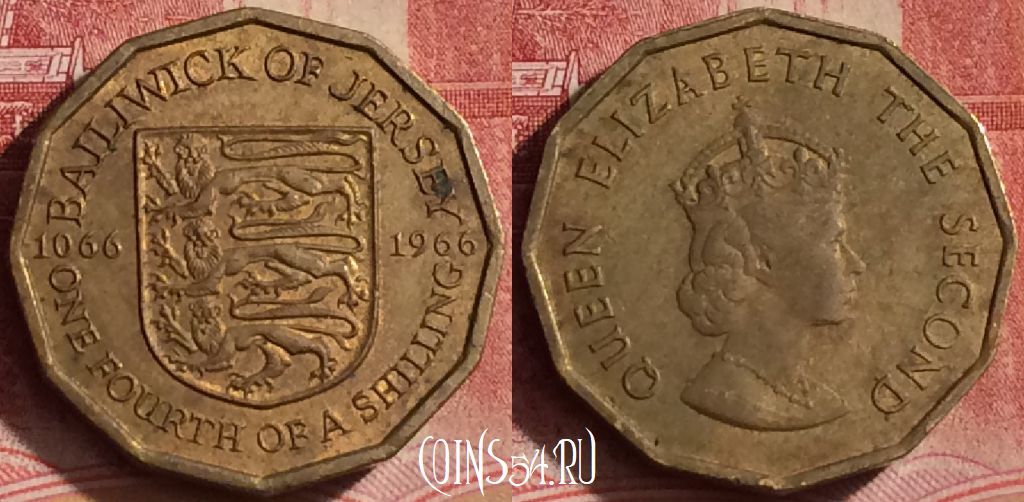 BAILIWICK OF JERSEY
1066 1966
ONE FOURTH OF A SHILLING
QUEEN ELIZABETH THE SECOND
COINS54.RU